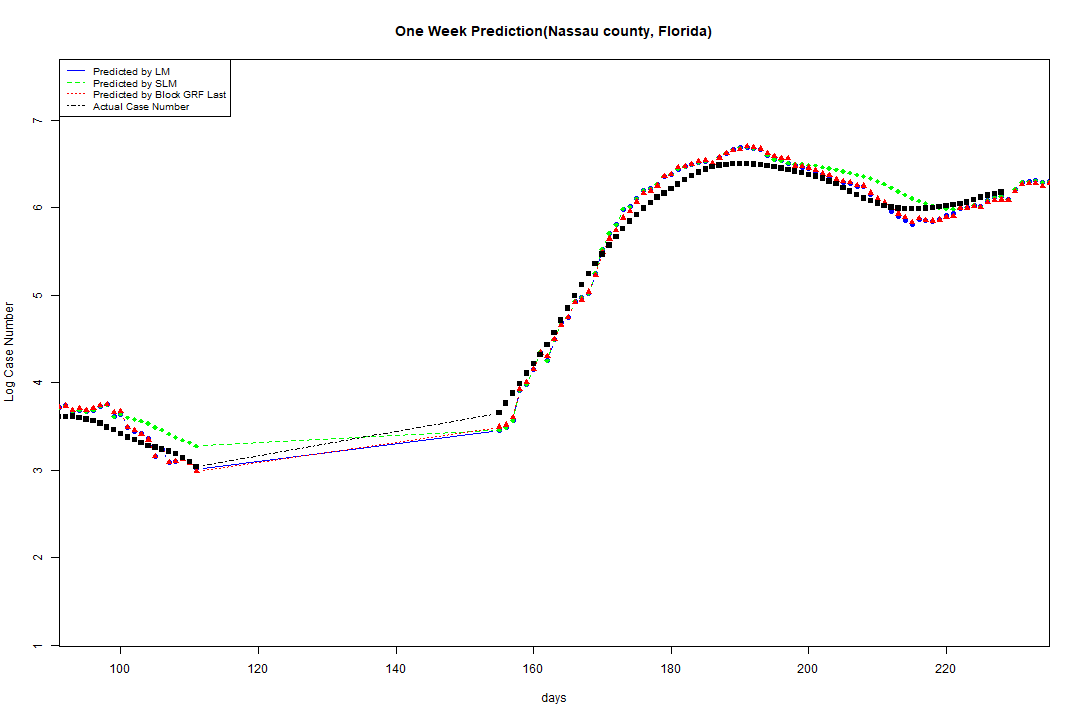 One Week Prediction(Nassau county, Florida)
Predicted by LM
Predicted by SLM
Predicted by Block GRF Last
Actual Case Number
7
6
5
4
3
2
1
Log Case Number
100 120 140 160 180 200 220
days